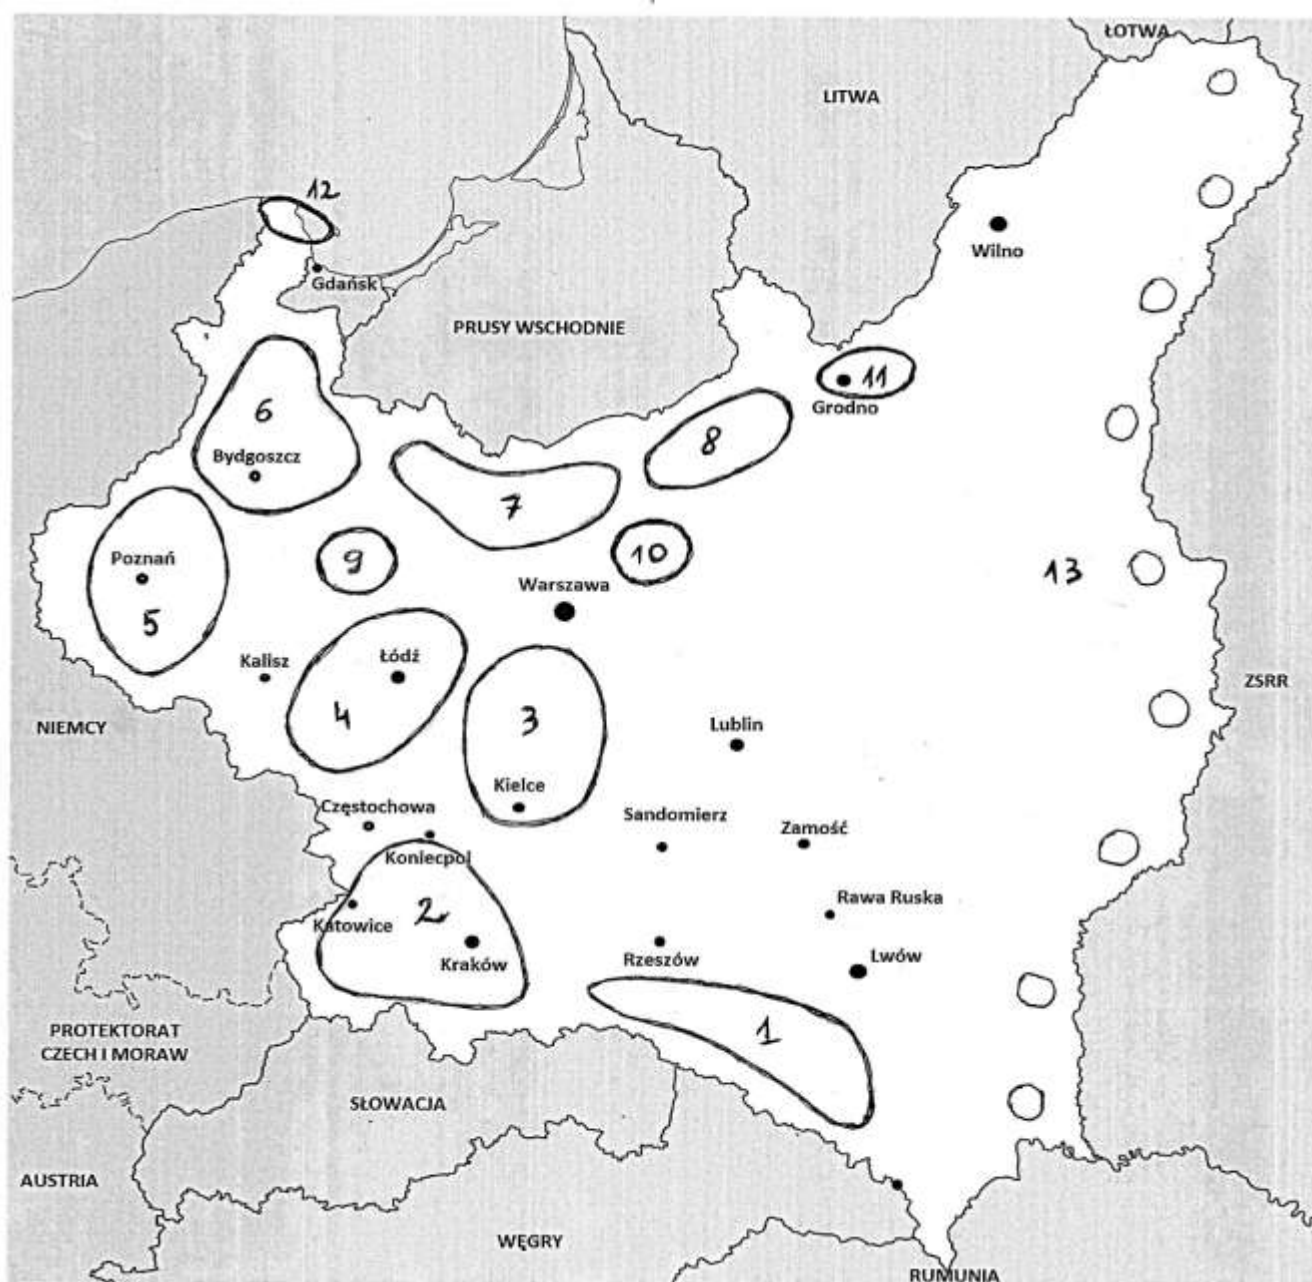 ŁOTWA
LITWA
12
Wilno
Gdańsk
PRUSY WSCHODNIE
11
Grodno
6
8
Bydgoszcz
7
Poznań
9
10
13
Warszawa
5
Kalisz
Łódź
ZSRR
4
3
NIEMCY
Lublin
Kielce
Częstochowa
Sandomierz
Zamość
Koniecpol
Rawa Ruska
2
Katowice
Kraków
Rzeszów
Lwów
1
PROTEKTORAT
CZECH I MORAW
SŁOWACJA
AUSTRIA
WĘGRY
RUMUNIA